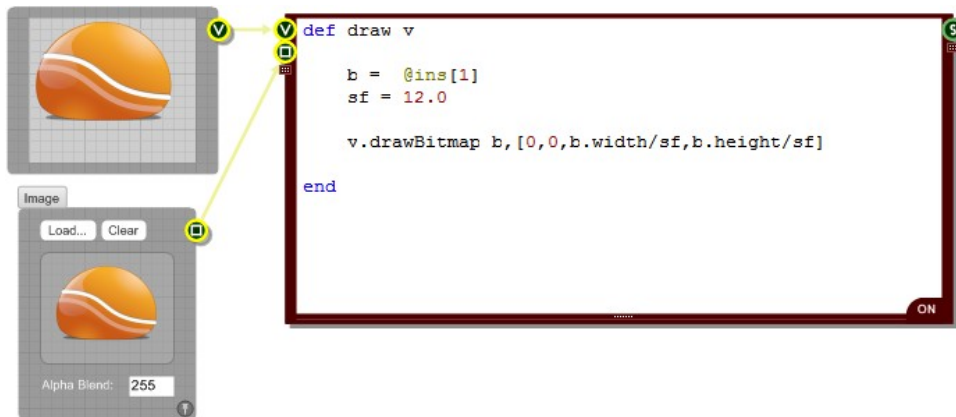 V
V
def draw v
S
b =  @ins[1]
sf = 12.0
v.drawBitmap b,[0,0,b.width/sf,b.height/sf]
end
ON
Image
Load... Clear
Alpha Blend: 255